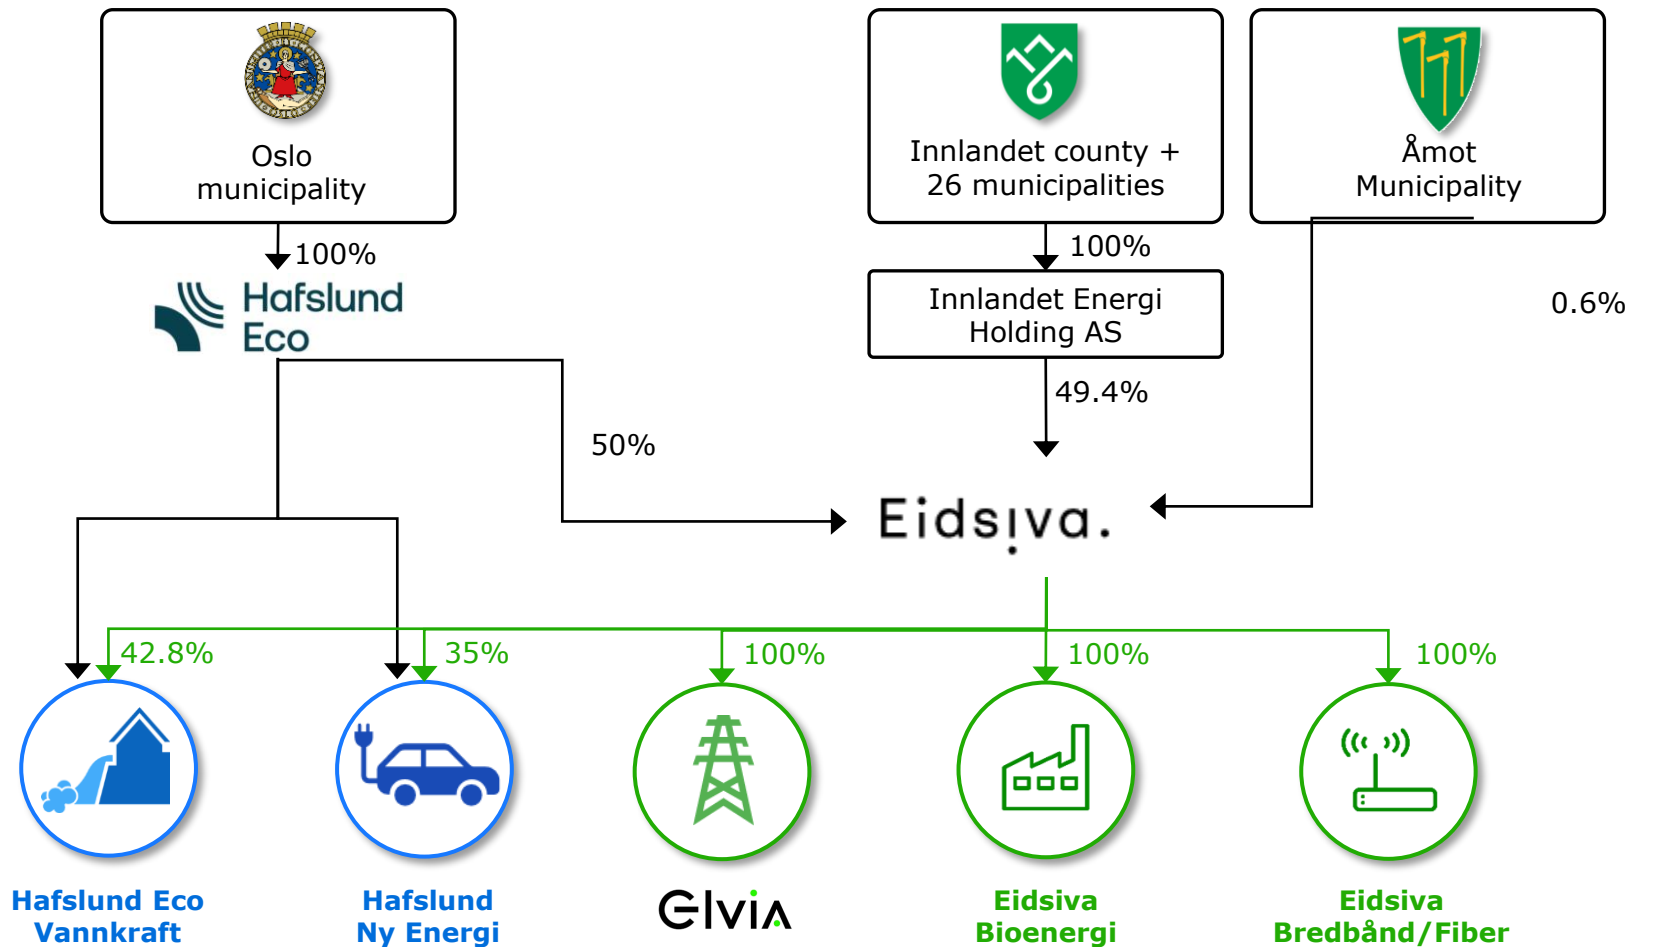 Oslo
municipality
Innlandet county +
26 municipalities
Åmot
Municipality
100%
100%
Hafslund
Eco
Innlandet Energi
Holding AS
0.6%
49.4%
50%
Eidsiva.
42.8%
35%
100%
100%
100%
Hafslund Eco
Vannkraft
Hafslund
Ny Energi
Elvia
Eidsiva
Bioenergi
Eidsiva
Bredbånd/Fiber